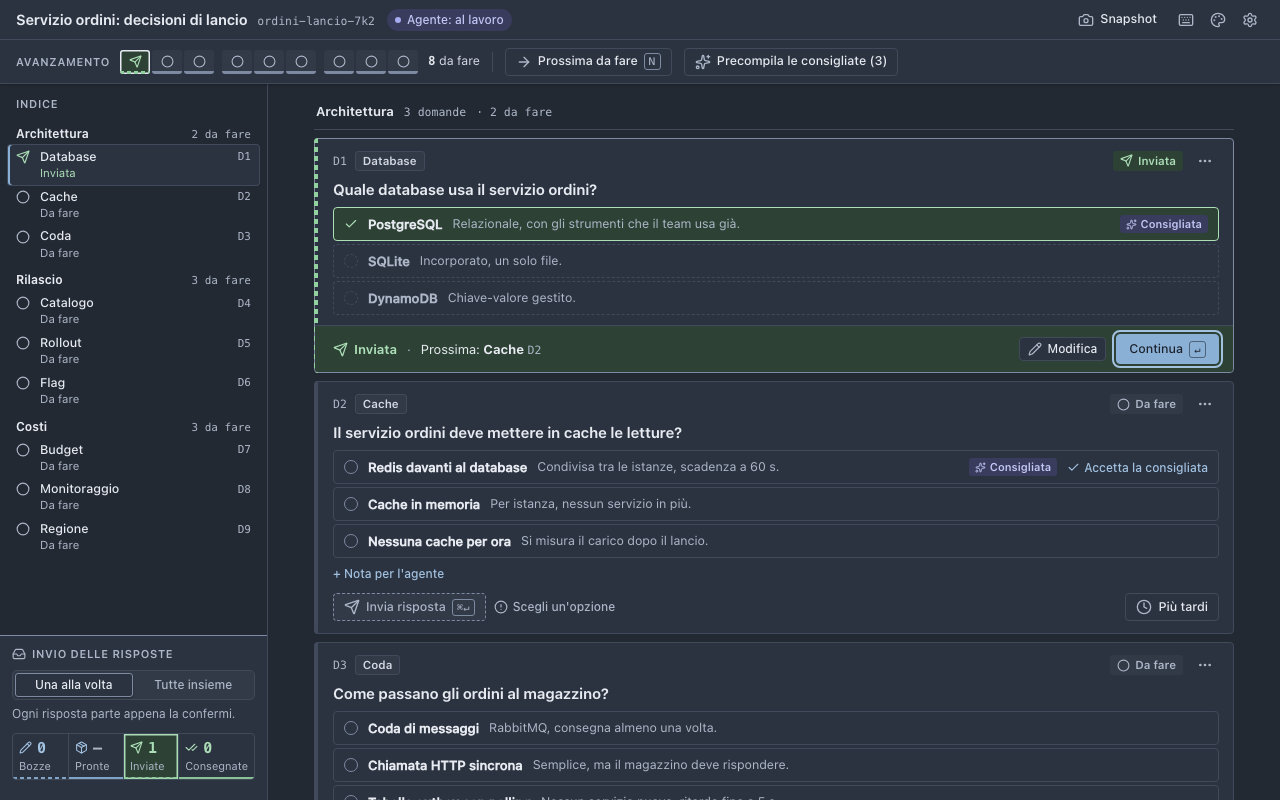 Servizio ordini: decisioni di lancio ordini-lancio-7k2 Agente: al lavoro Snapshot
AVANZAMENTO 8 da fare Prossima da fare N Precompila le consigliate (3)
INDICE
Architettura 2 da fare
Database D1
Inviata
Cache D2
Da fare
Coda D3
Da fare
Rilascio 3 da fare
Catalogo D4
Da fare
Rollout D5
Da fare
Flag D6
Da fare
Costi 3 da fare
Budget D7
Da fare
Monitoraggio D8
Da fare
Regione D9
Da fare
INVIO DELLE RISPOSTE
Una alla volta Tutte insieme
Ogni risposta parte appena la confermi.
0 — 1 0
Bozze Pronte Inviate Consegnate
Architettura 3 domande · 2 da fare
D1 Database Inviata
Quale database usa il servizio ordini?
PostgreSQL Relazionale, con gli strumenti che il team usa già. Consigliata
SQLite Incorporato, un solo file.
DynamoDB Chiave-valore gestito.
Inviata · Prossima: Cache D2 Modifica Continua ↵
D2 Cache Da fare
Il servizio ordini deve mettere in cache le letture?
Redis davanti al database Condivisa tra le istanze, scadenza a 60 s. Consigliata Accetta la consigliata
Cache in memoria Per istanza, nessun servizio in più.
Nessuna cache per ora Si misura il carico dopo il lancio.
+ Nota per l'agente
Invia risposta ⌘↵ Scegli un'opzione Più tardi
D3 Coda Da fare
Come passano gli ordini al magazzino?
Coda di messaggi RabbitMQ, consegna almeno una volta.
Chiamata HTTP sincrona Semplice, ma il magazzino deve rispondere.